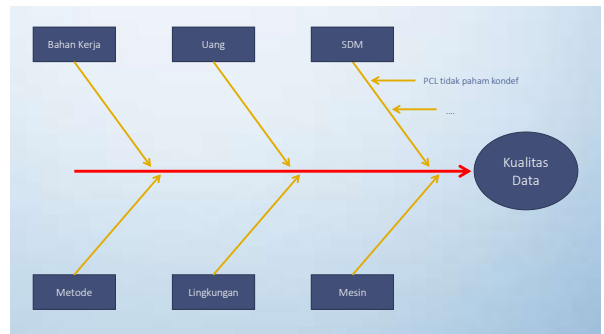 Bahan Kerja
Uang
SDM
PCL tidak paham kondef
....
Kualitas
Data
Metode
Lingkungan
Mesin